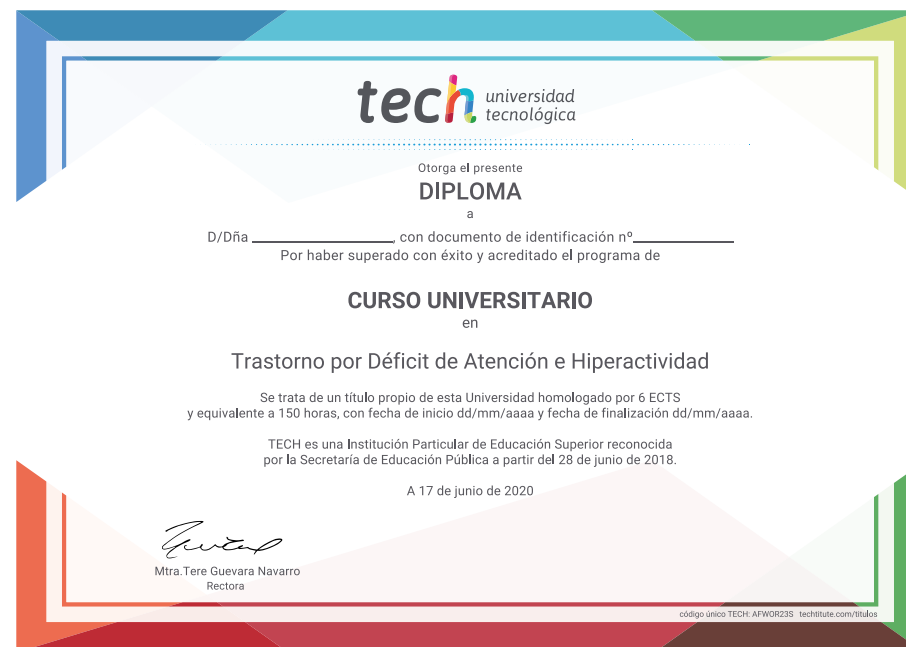 tech universidad
tecnológica
Otorga el presente
DIPLOMA
a
D/Dña ____________________, con documento de identificación nº______________
Por haber superado con éxito y acreditado el programa de
CURSO UNIVERSITARIO
en
Trastorno por Déficit de Atención e Hiperactividad
Se trata de un título propio de esta Universidad homologado por 6 ECTS
y equivalente a 150 horas, con fecha de inicio dd/mm/aaaa y fecha de finalización dd/mm/aaaa.
TECH es una Institución Particular de Educación Superior reconocida
por la Secretaría de Educación Pública a partir del 28 de junio de 2018.
A 17 de junio de 2020
Mtra.Tere Guevara Navarro
Rectora
código único TECH: AFWOR23S techtitute.com/titulos